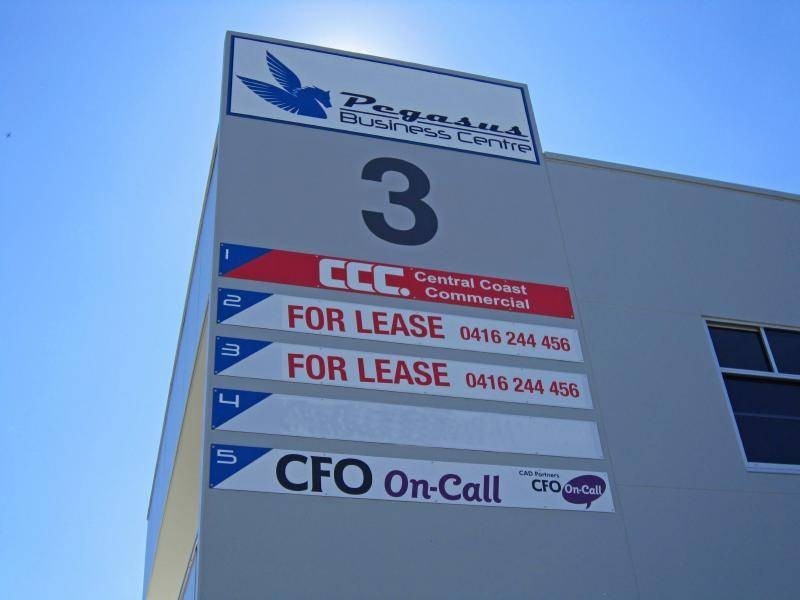 Pegasus
Business Centre
3
1 CCC. Central Coast
Commercial
2 FOR LEASE 0416 244 456
3 FOR LEASE 0416 244 456
4
5 CFO On-Call CAD Partners
CFO On-Call